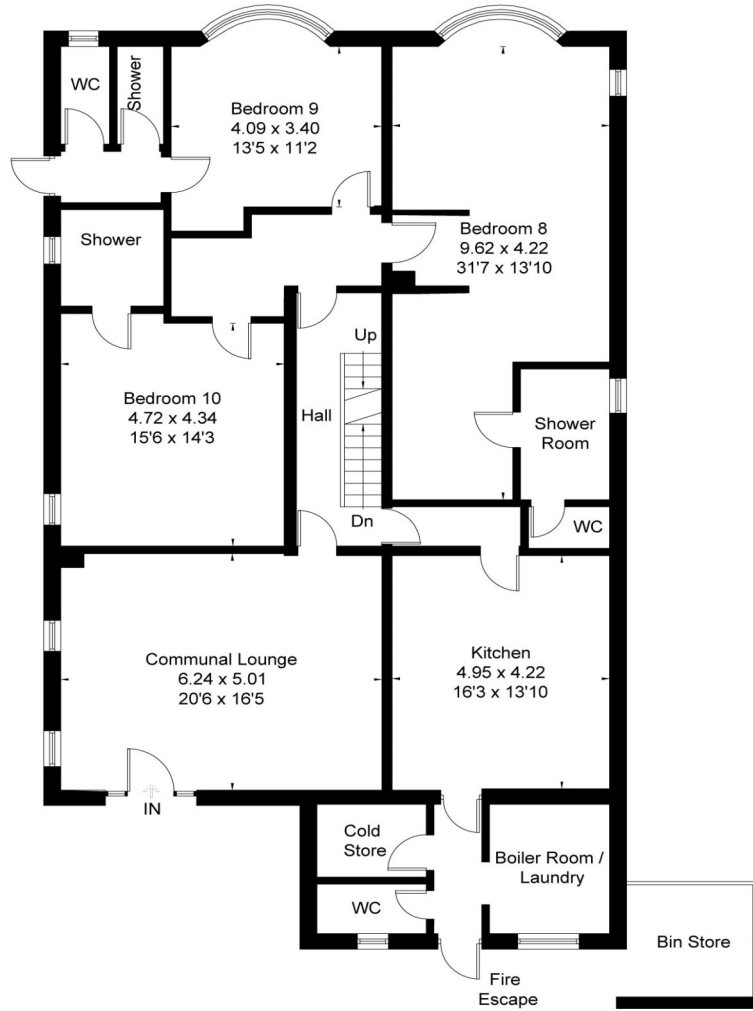 WC
Shower
Bedroom 9
4.09 x 3.40
13'5 x 11'2
Shower
Bedroom 8
9.62 x 4.22
31'7 x 13'10
Up
Bedroom 10
4.72 x 4.34
15'6 x 14'3
Hall
Shower
Room
Dn
WC
Communal Lounge
6.24 x 5.01
20'6 x 16'5
Kitchen
4.95 x 4.22
16'3 x 13'10
IN
Cold
Store
Boiler Room /
Laundry
WC
Bin Store
Fire
Escape